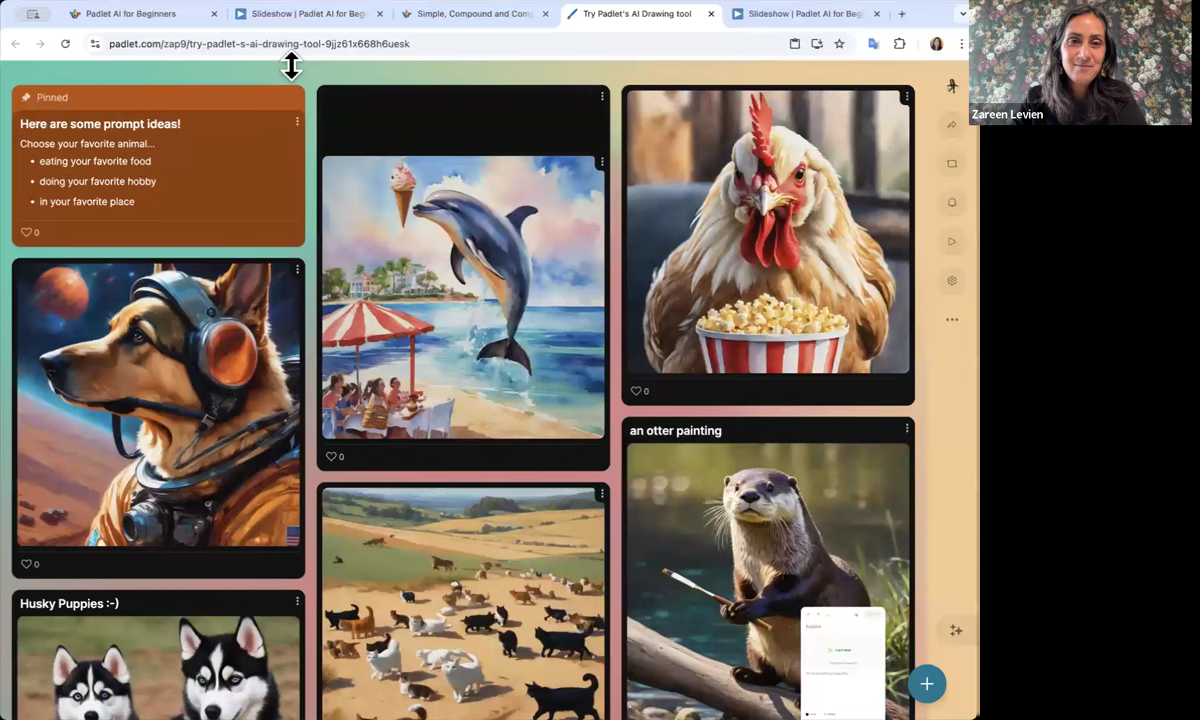 Padlet AI for Beginners
Slideshow | Padlet AI for Beg
Simple, Compound and Com
Try Padlet's AI Drawing tool
Slideshow | Padlet AI for Beg
padlet.com/zap9/try-padlet-s-ai-drawing-tool-9jjz61x668h6uesk
Zareen Levien
Pinned
Here are some prompt ideas!
Choose your favorite animal...
• eating your favorite food
• doing your favorite hobby
• in your favorite place
0
0
0
an otter painting
0
Husky Puppies :-)